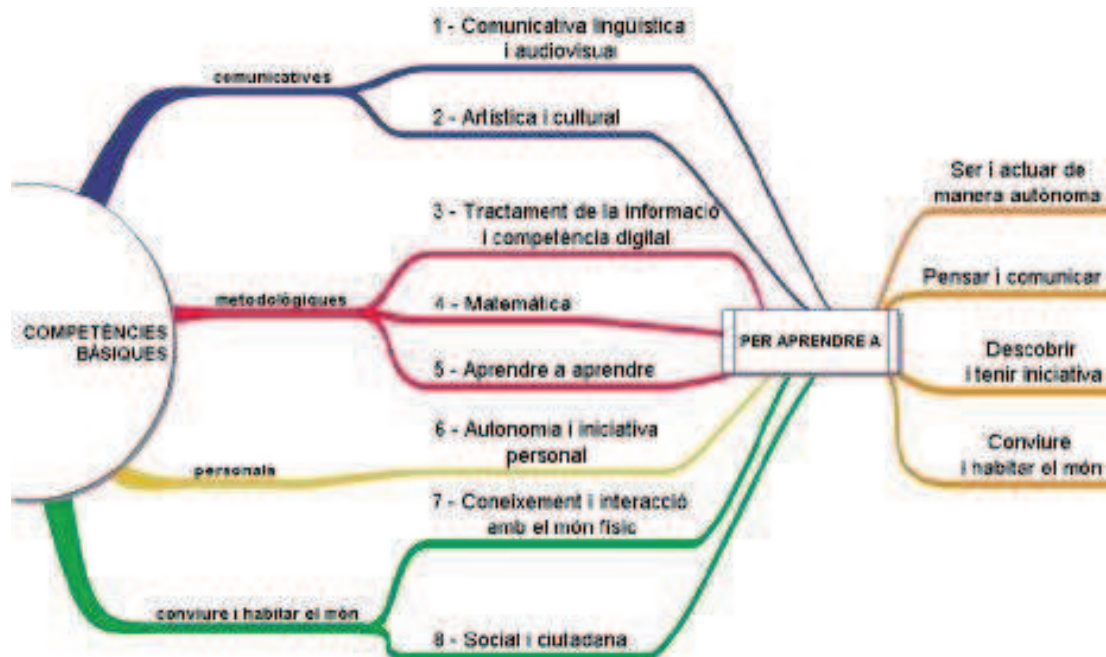 1 - Comunicativa lingüística
i audiovisual
comunicatives
2 - Artística i cultural
3 - Tractament de la informació
i competència digital
metodològiques
4 - Matemàtica
5 - Aprendre a aprendre
COMPETÈNCIES
BÀSIQUES
6 - Autonomia i iniciativa
personal
personals
7 - Coneixement i interacció
amb el món físic
conviure i habitar el món
8 - Social i ciutadana
PER APRENDRE A
Ser i actuar de
manera autònoma
Pensar i comunicar
Descobrir
i tenir iniciativa
Conviure
i habitar el món